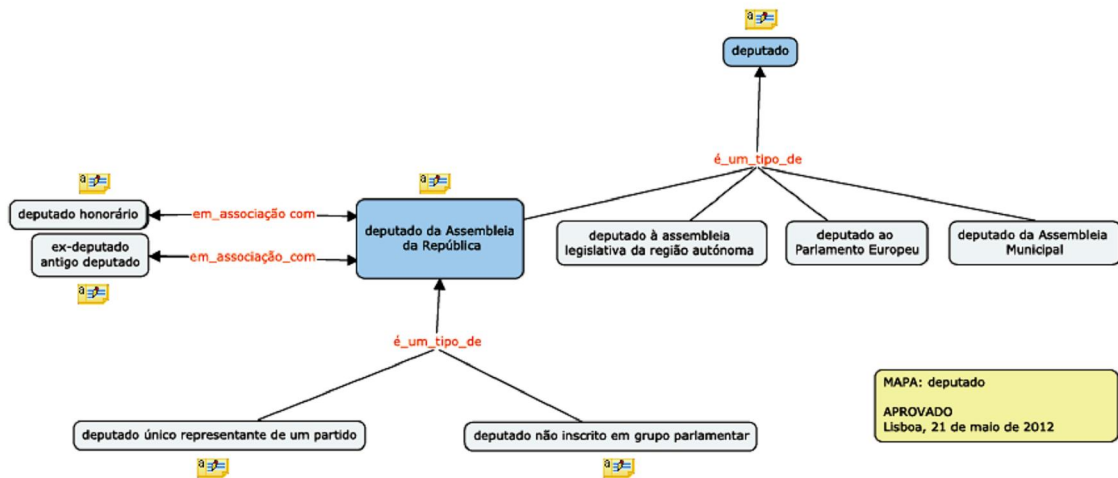 deputado
é_um_tipo_de
deputado honorário
em_associação com
deputado da Assembleia
da República
deputado à assembleia
legislativa da região autónoma
deputado ao
Parlamento Europeu
deputado da Assembleia
Municipal
ex-deputado
antigo deputado
em_associação_com
é_um_tipo_de
deputado único representante de um partido
deputado não inscrito em grupo parlamentar
MAPA: deputado
APROVADO
Lisboa, 21 de maio de 2012